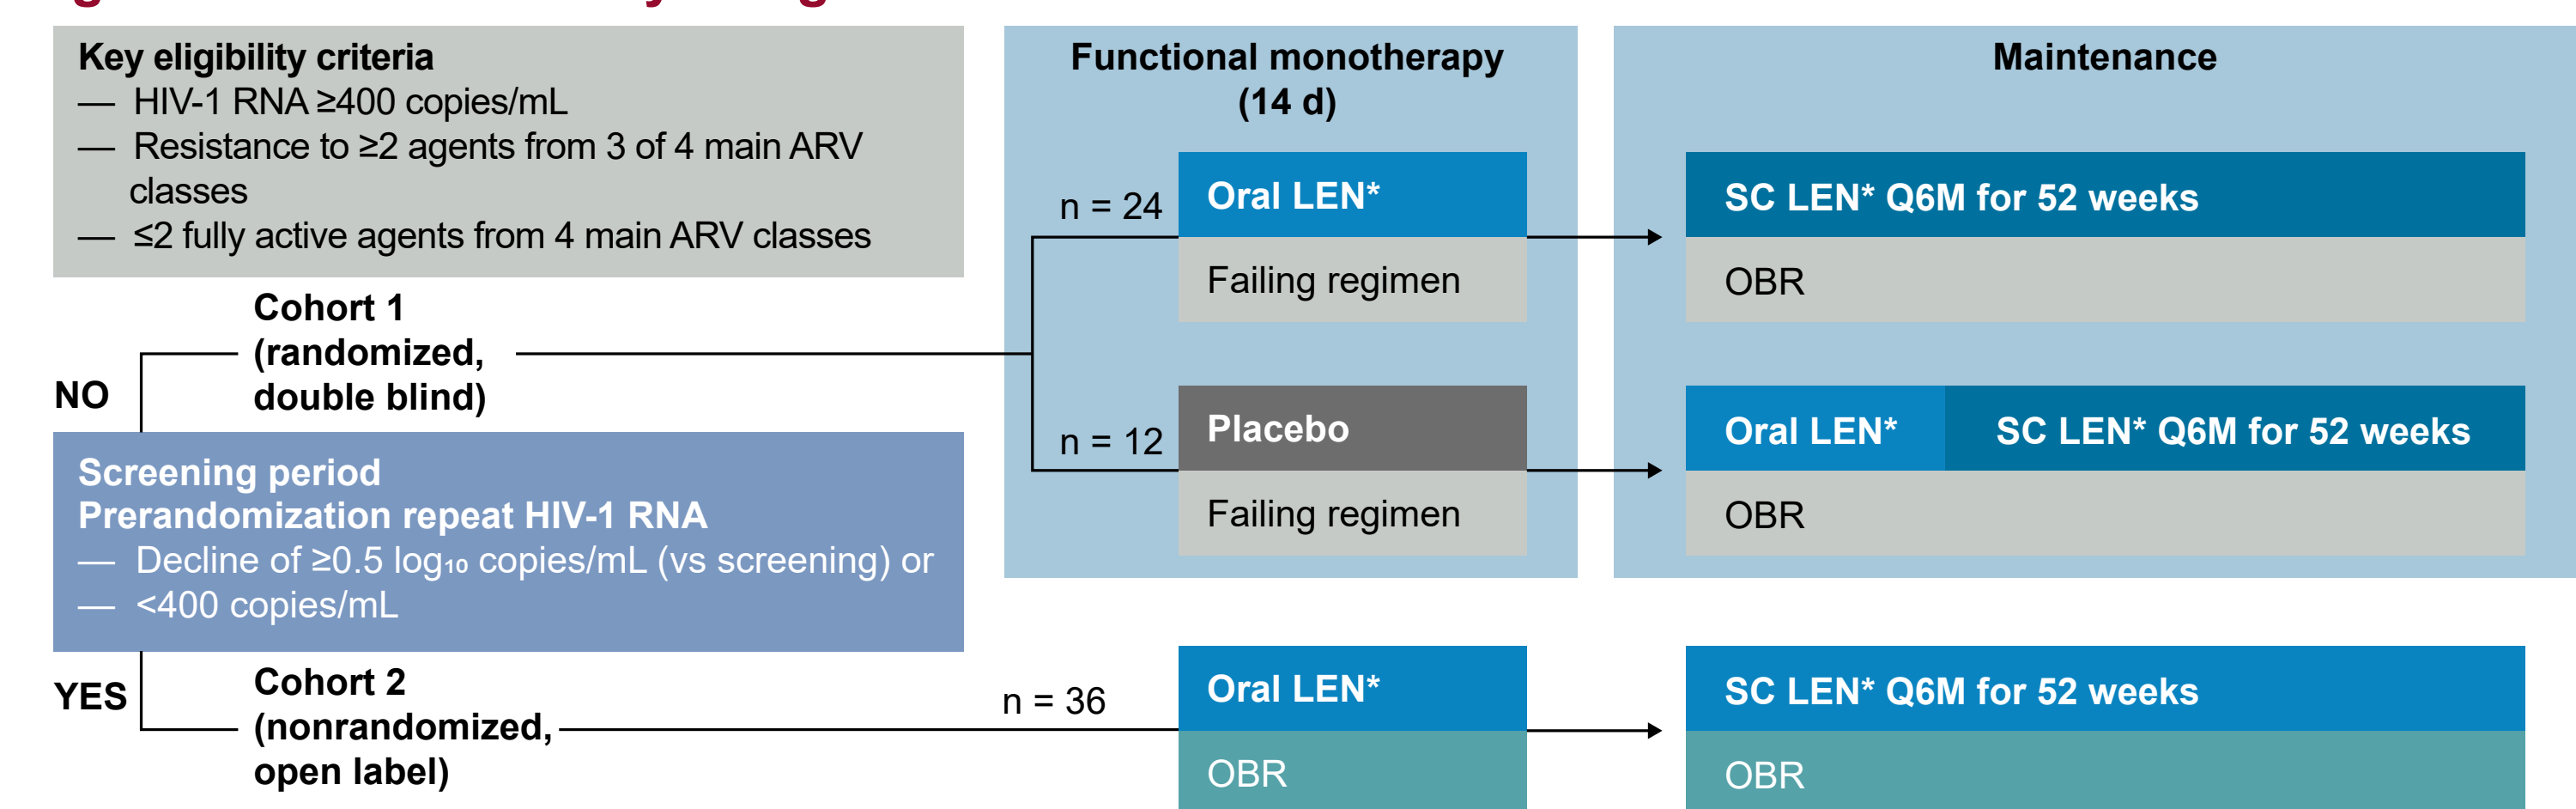 Key eligibility criteria
— HIV-1 RNA ≥400 copies/mL
— Resistance to ≥2 agents from 3 of 4 main ARV
classes
— ≤2 fully active agents from 4 main ARV classes
Functional monotherapy
(14 d)
Maintenance
Cohort 1
(randomized,
double blind)
NO
n = 24
Oral LEN*
Failing regimen
SC LEN* Q6M for 52 weeks
OBR
n = 12
Placebo
Failing regimen
Oral LEN*
SC LEN* Q6M for 52 weeks
OBR
Screening period
Prerandomization repeat HIV-1 RNA
— Decline of ≥0.5 log₁₀ copies/mL (vs screening) or
— <400 copies/mL
YES
Cohort 2
(nonrandomized,
open label)
n = 36
Oral LEN*
OBR
SC LEN* Q6M for 52 weeks
OBR